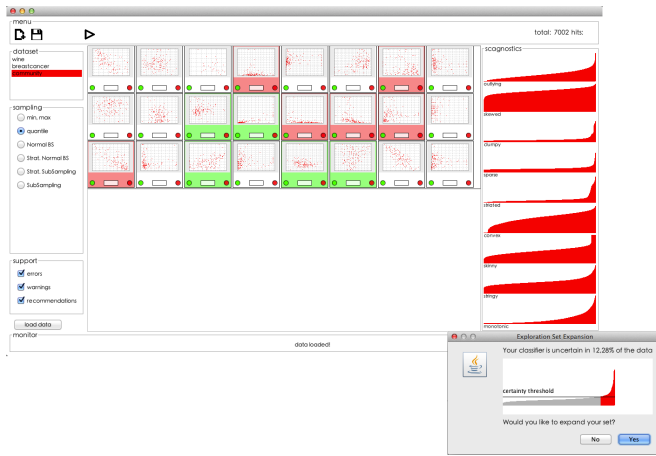 menu
total: 7002 hits:
dataset
wine
breastcancer
community
sampling
min, max
quantile
Normal BS
Strat. Normal BS
Strat. SubSampling
SubSampling
support
errors
warnings
recommendations
load data
scagnostics
outlying
skewed
clumpy
sparse
striated
convex
skinny
stringy
monotonic
monitor
data loaded!
Exploration Set Expansion
Your classifier is uncertain in 12.28% of the data
certainty threshold
Would you like to expand your set?
No
Yes